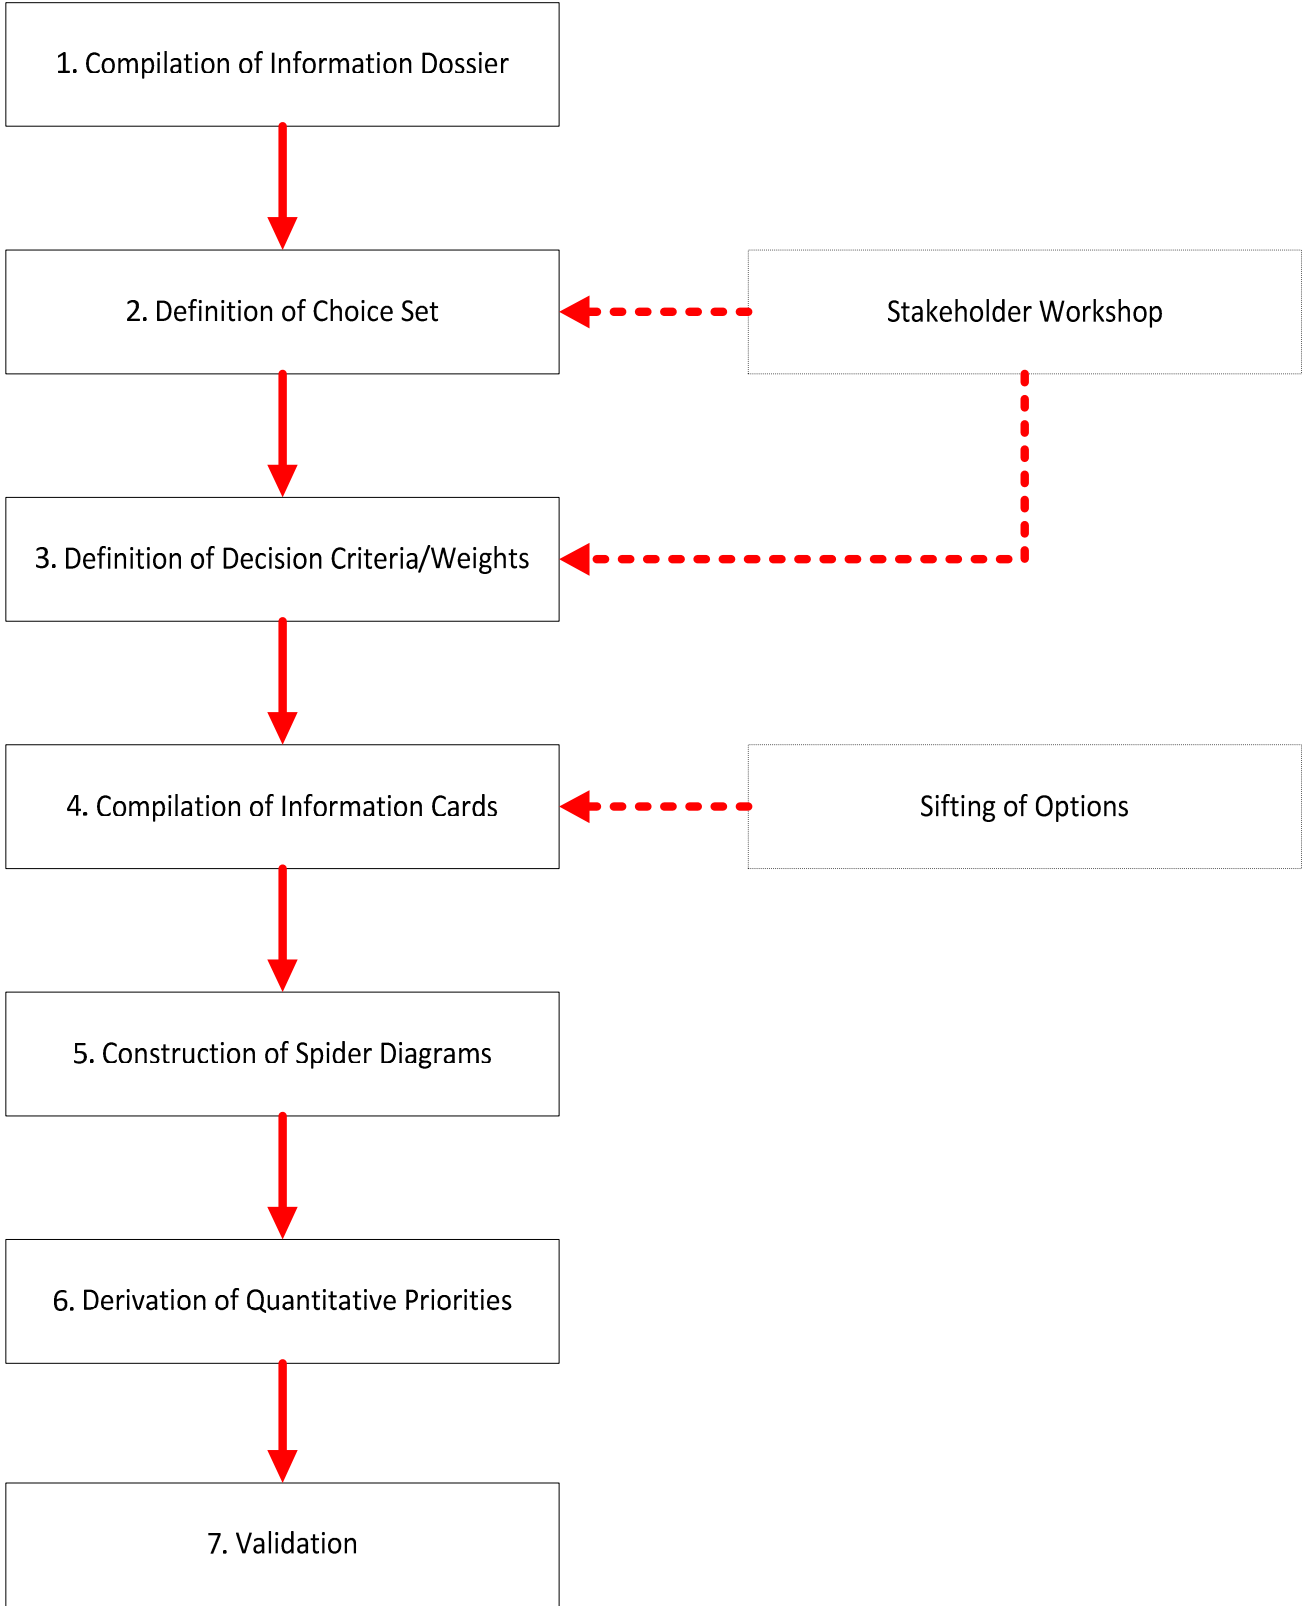 1. Compilation of Information Dossier
2. Definition of Choice Set
Stakeholder Workshop
3. Definition of Decision Criteria/Weights
4. Compilation of Information Cards
Sifting of Options
5. Construction of Spider Diagrams
6. Derivation of Quantitative Priorities
7. Validation